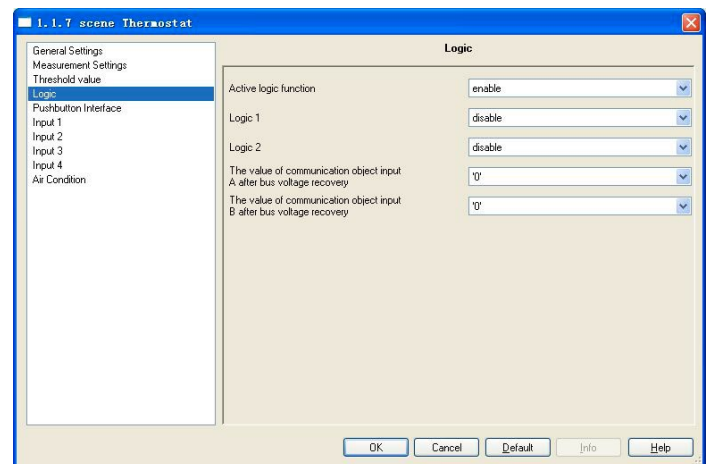 1.1.7 scene Thermostat
General Settings
Measurement Settings
Threshold value
Logic
Pushbutton Interface
Input 1
Input 2
Input 3
Input 4
Air Condition
Logic
Active logic function
enable
Logic 1
disable
Logic 2
disable
The value of communication object input
A after bus voltage recovery
'0'
The value of communication object input
B after bus voltage recovery
'0'
OK
Cancel
Default
Info
Help